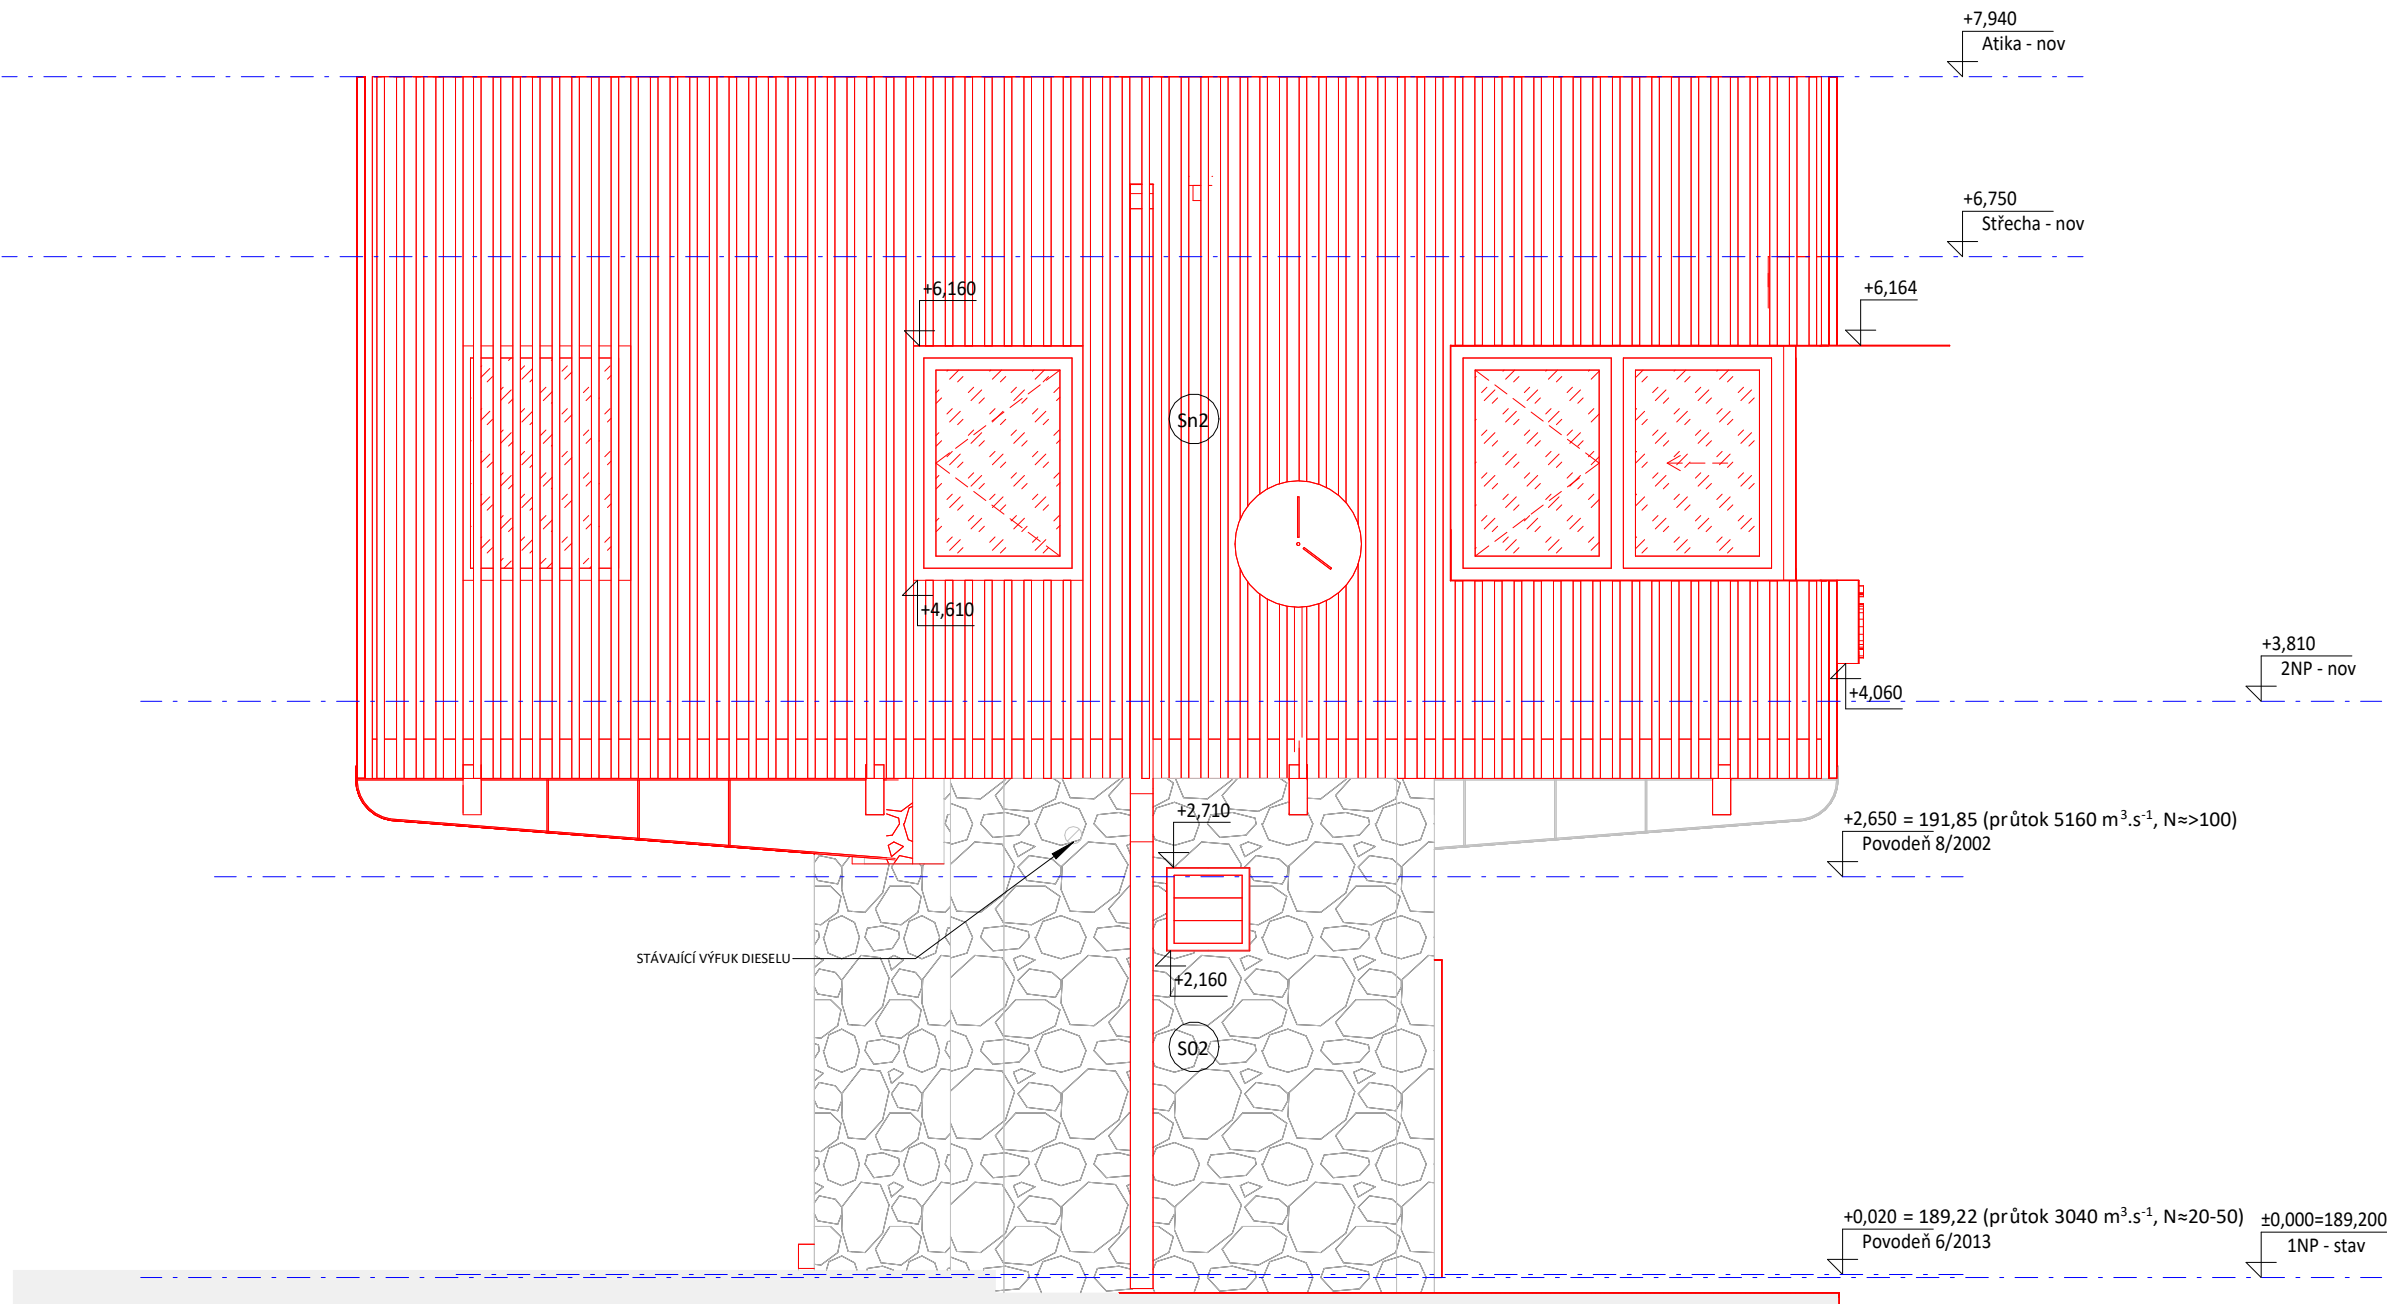 +7,940
Atika - nov
+6,750
Střecha - nov
+6,160
+6,164
Sn2
+4,610
+3,810
2NP - nov
+4,060
+2,710
+2,650 = 191,85 (průtok 5160 m³.s⁻¹, N≈>100)
Povodeň 8/2002
STÁVAJÍCÍ VÝFUK DIESELU
+2,160
S02
+0,020 = 189,22 (průtok 3040 m³.s⁻¹, N≈20-50)
Povodeň 6/2013
±0,000=189,200
1NP - stav